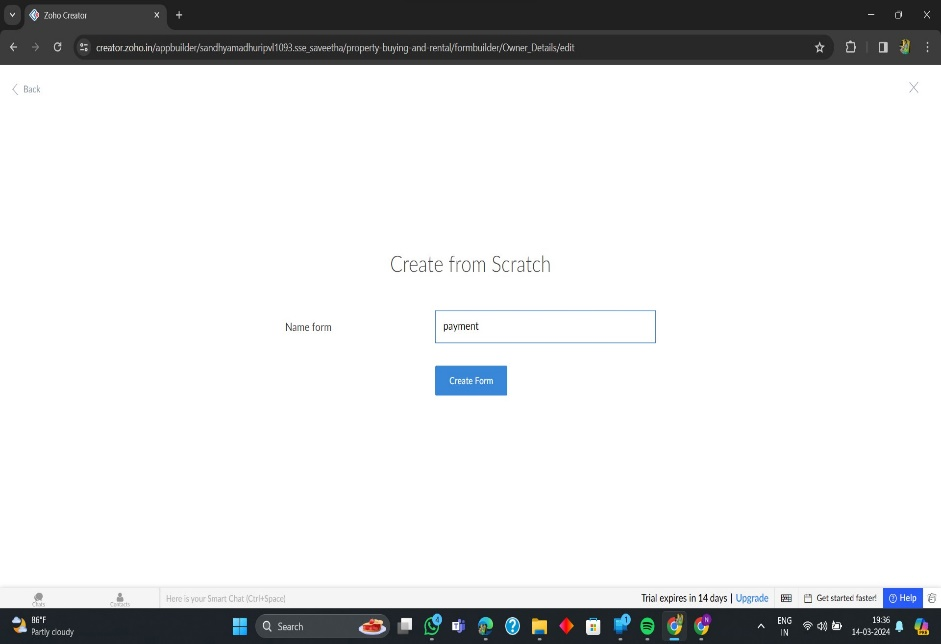 Zoho Creator
creator.zoho.in/appbuilder/sandhyamadhuripvl1093.sse_saveetha/property-buying-and-rental/formbuilder/Owner_Details/edit
Back
Create from Scratch
Name form
payment
Create Form
Chats
Contacts
Here is your Smart Chat (Ctrl+Space)
Trial expires in 14 days | Upgrade
Get started faster!
Help
86°F
Partly cloudy
Search
ENG
IN
19:36
14-03-2024